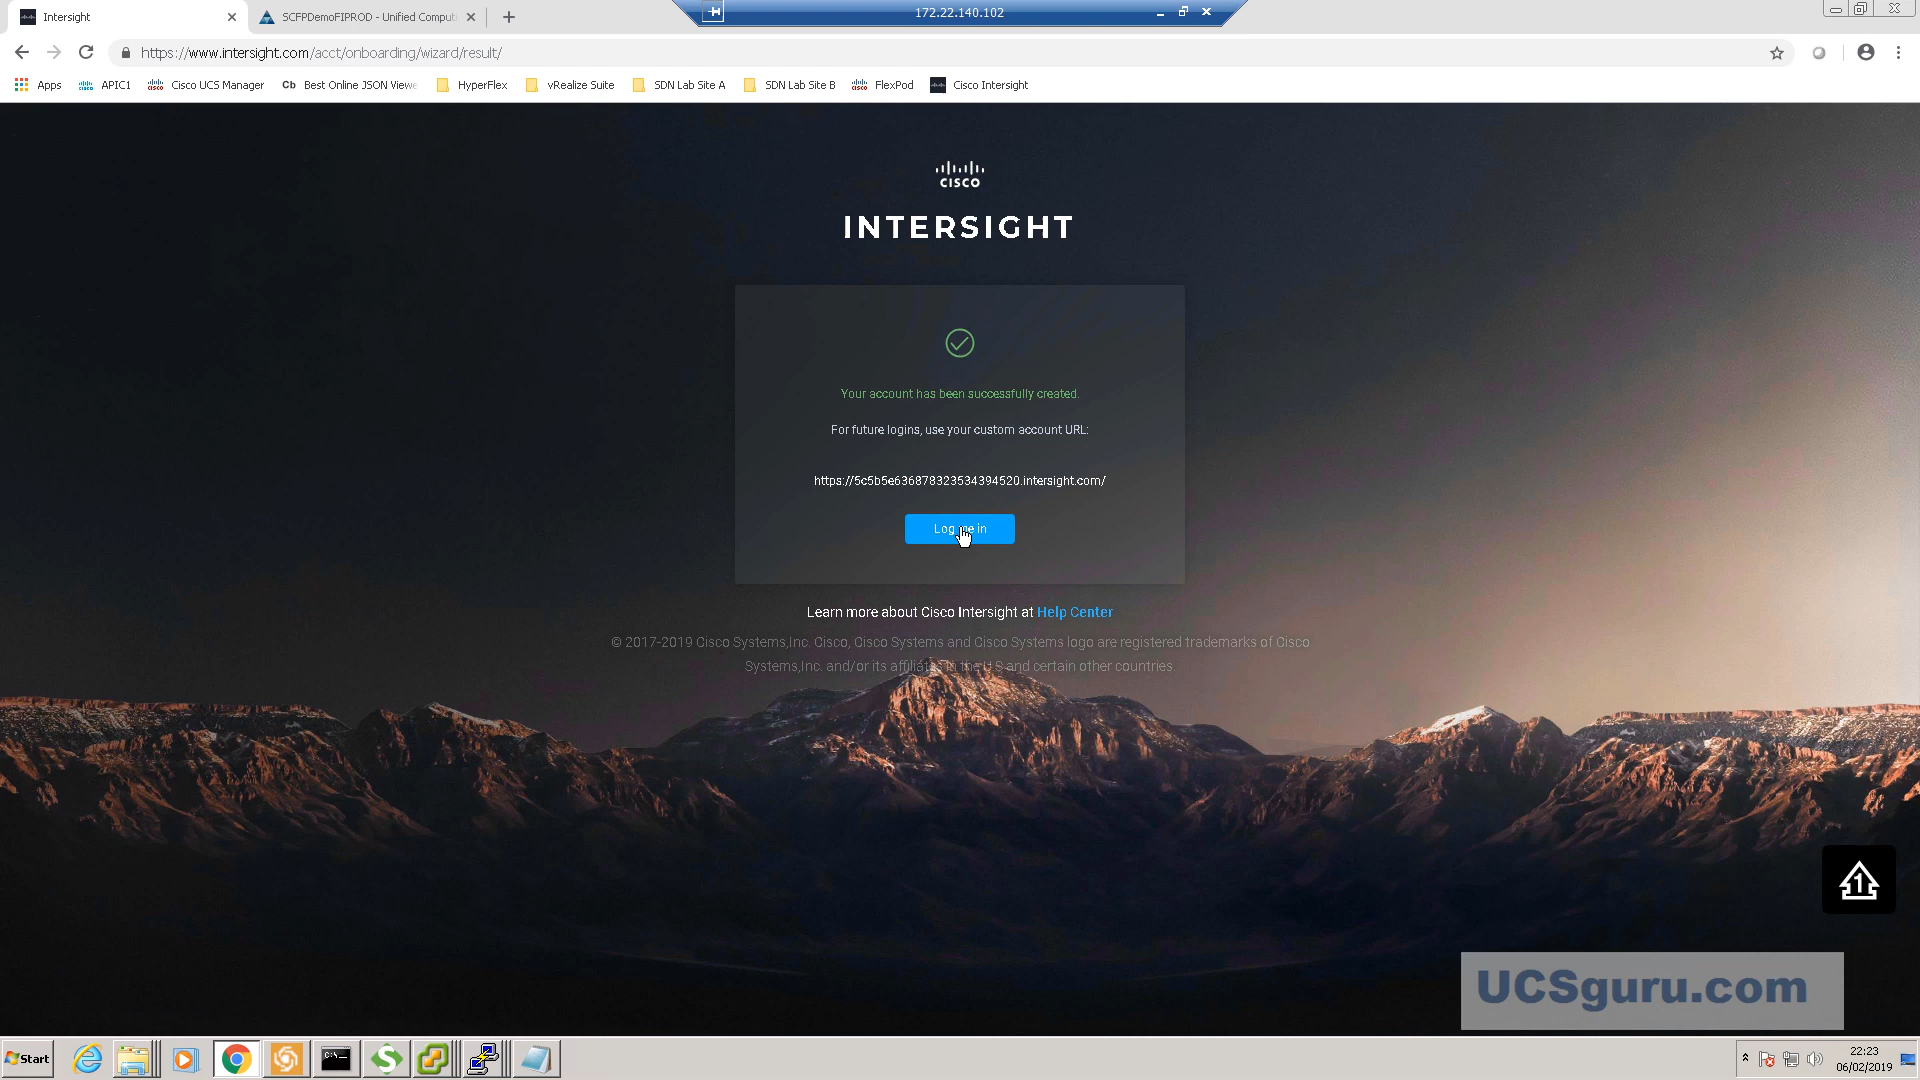 Intersight
SCFPDemoFIPROD - Unified Comput
172.22.140.102
https://www.intersight.com/acct/onboarding/wizard/result/
Apps
APIC1
Cisco UCS Manager
Cb
Best Online JSON Viewe
HyperFlex
vRealize Suite
SDN Lab Site A
SDN Lab Site B
FlexPod
Cisco Intersight
CISCO
INTERSIGHT
Your account has been successfully created.
For future logins, use your custom account URL:
https://5c5b5e636878323534394520.intersight.com/
Log me in
Learn more about Cisco Intersight at Help Center
© 2017-2019 Cisco Systems,Inc. Cisco, Cisco Systems and Cisco Systems logo are registered trademarks of Cisco
Systems,Inc. and/or its affiliates in the U.S and certain other countries.
1
UCSguru.com
Start
C:\_
S
22:23
06/02/2019